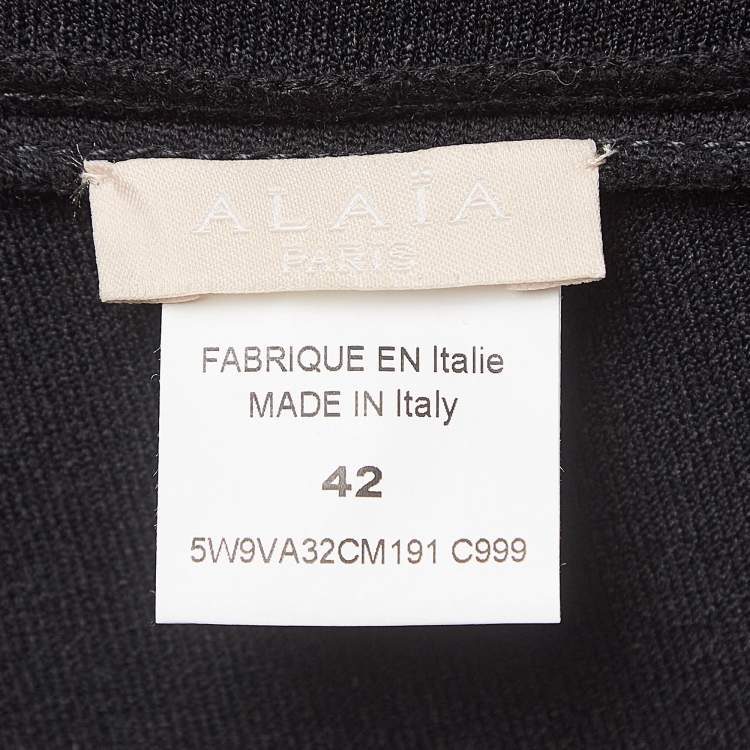 ALAÏA
PARIS
FABRIQUE EN Italie
MADE IN Italy
42
5W9VA32CM191 C999